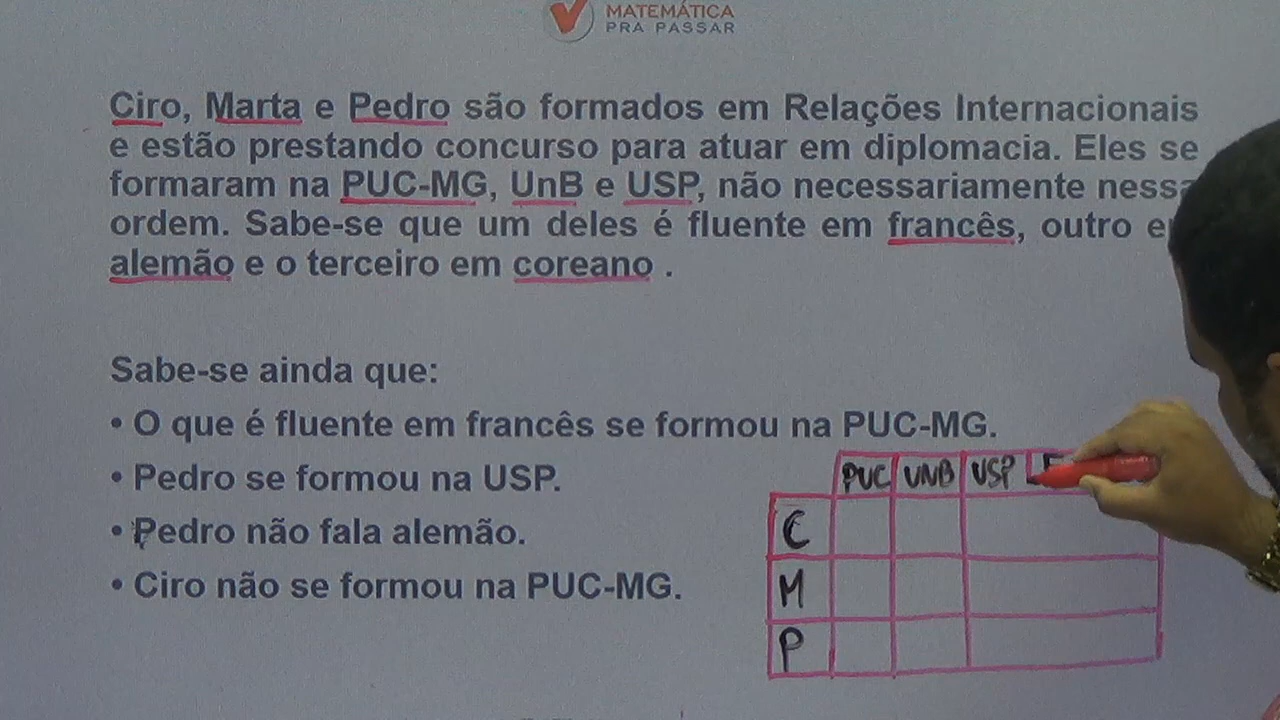 MATEMÁTICA
PRA PASSAR
Ciro, Marta e Pedro são formados em Relações Internacionais
e estão prestando concurso para atuar em diplomacia. Eles se
formaram na PUC-MG, UnB e USP, não necessariamente
ordem. Sabe-se que um deles é fluente em francês, outro
alemão e o terceiro em coreano .
Sabe-se ainda que:
• O que é fluente em francês se formou na PUC-MG.
• Pedro se formou na USP.
• Pedro não fala alemão.
• Ciro não se formou na PUC-MG.
PUC UNB USP
C
M
P